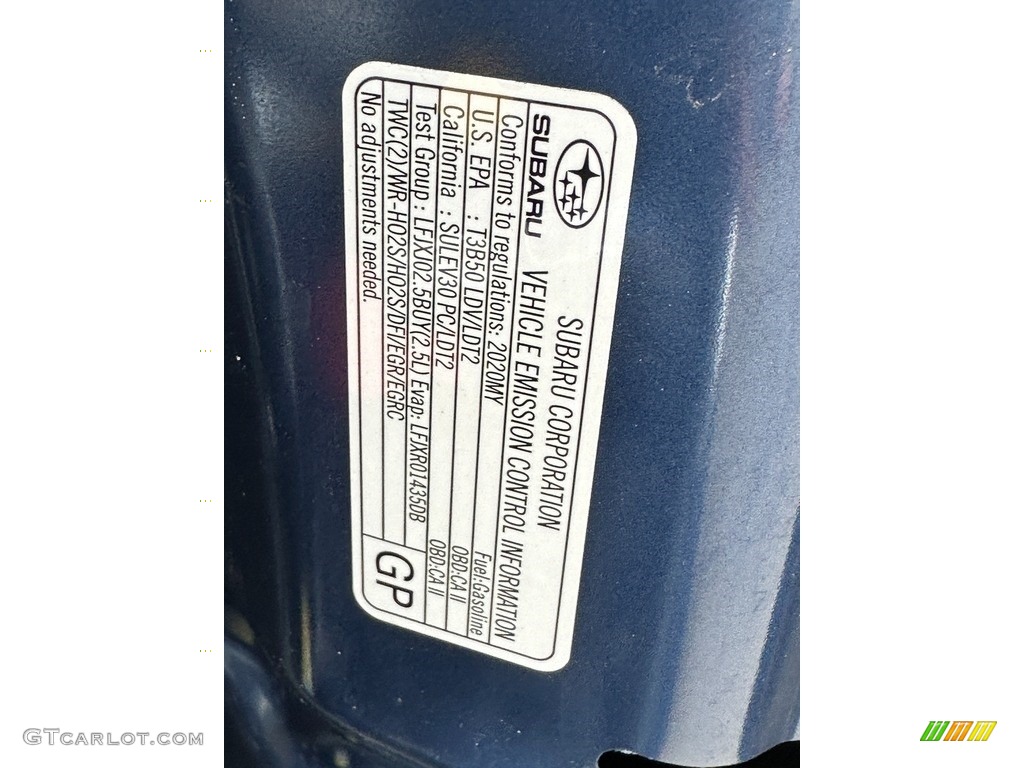 SUBARU CORPORATION
SUBARU VEHICLE EMISSION CONTROL INFORMATION
Conforms to regulations: 2020MY Fuel:Gasoline
U.S. EPA : T3B50 LDV/LDT2 OBD:CA II
California : SULEV30 PC/LDT2 OBD:CA II
Test Group : LFJXJ02.5BUY(2.5L) Evap: LFJXR01435DB
TWC(2)/WR-HO2S/HO2S/DFI/EGR/EGRC
No adjustments needed.
GP
GTcarlot.com